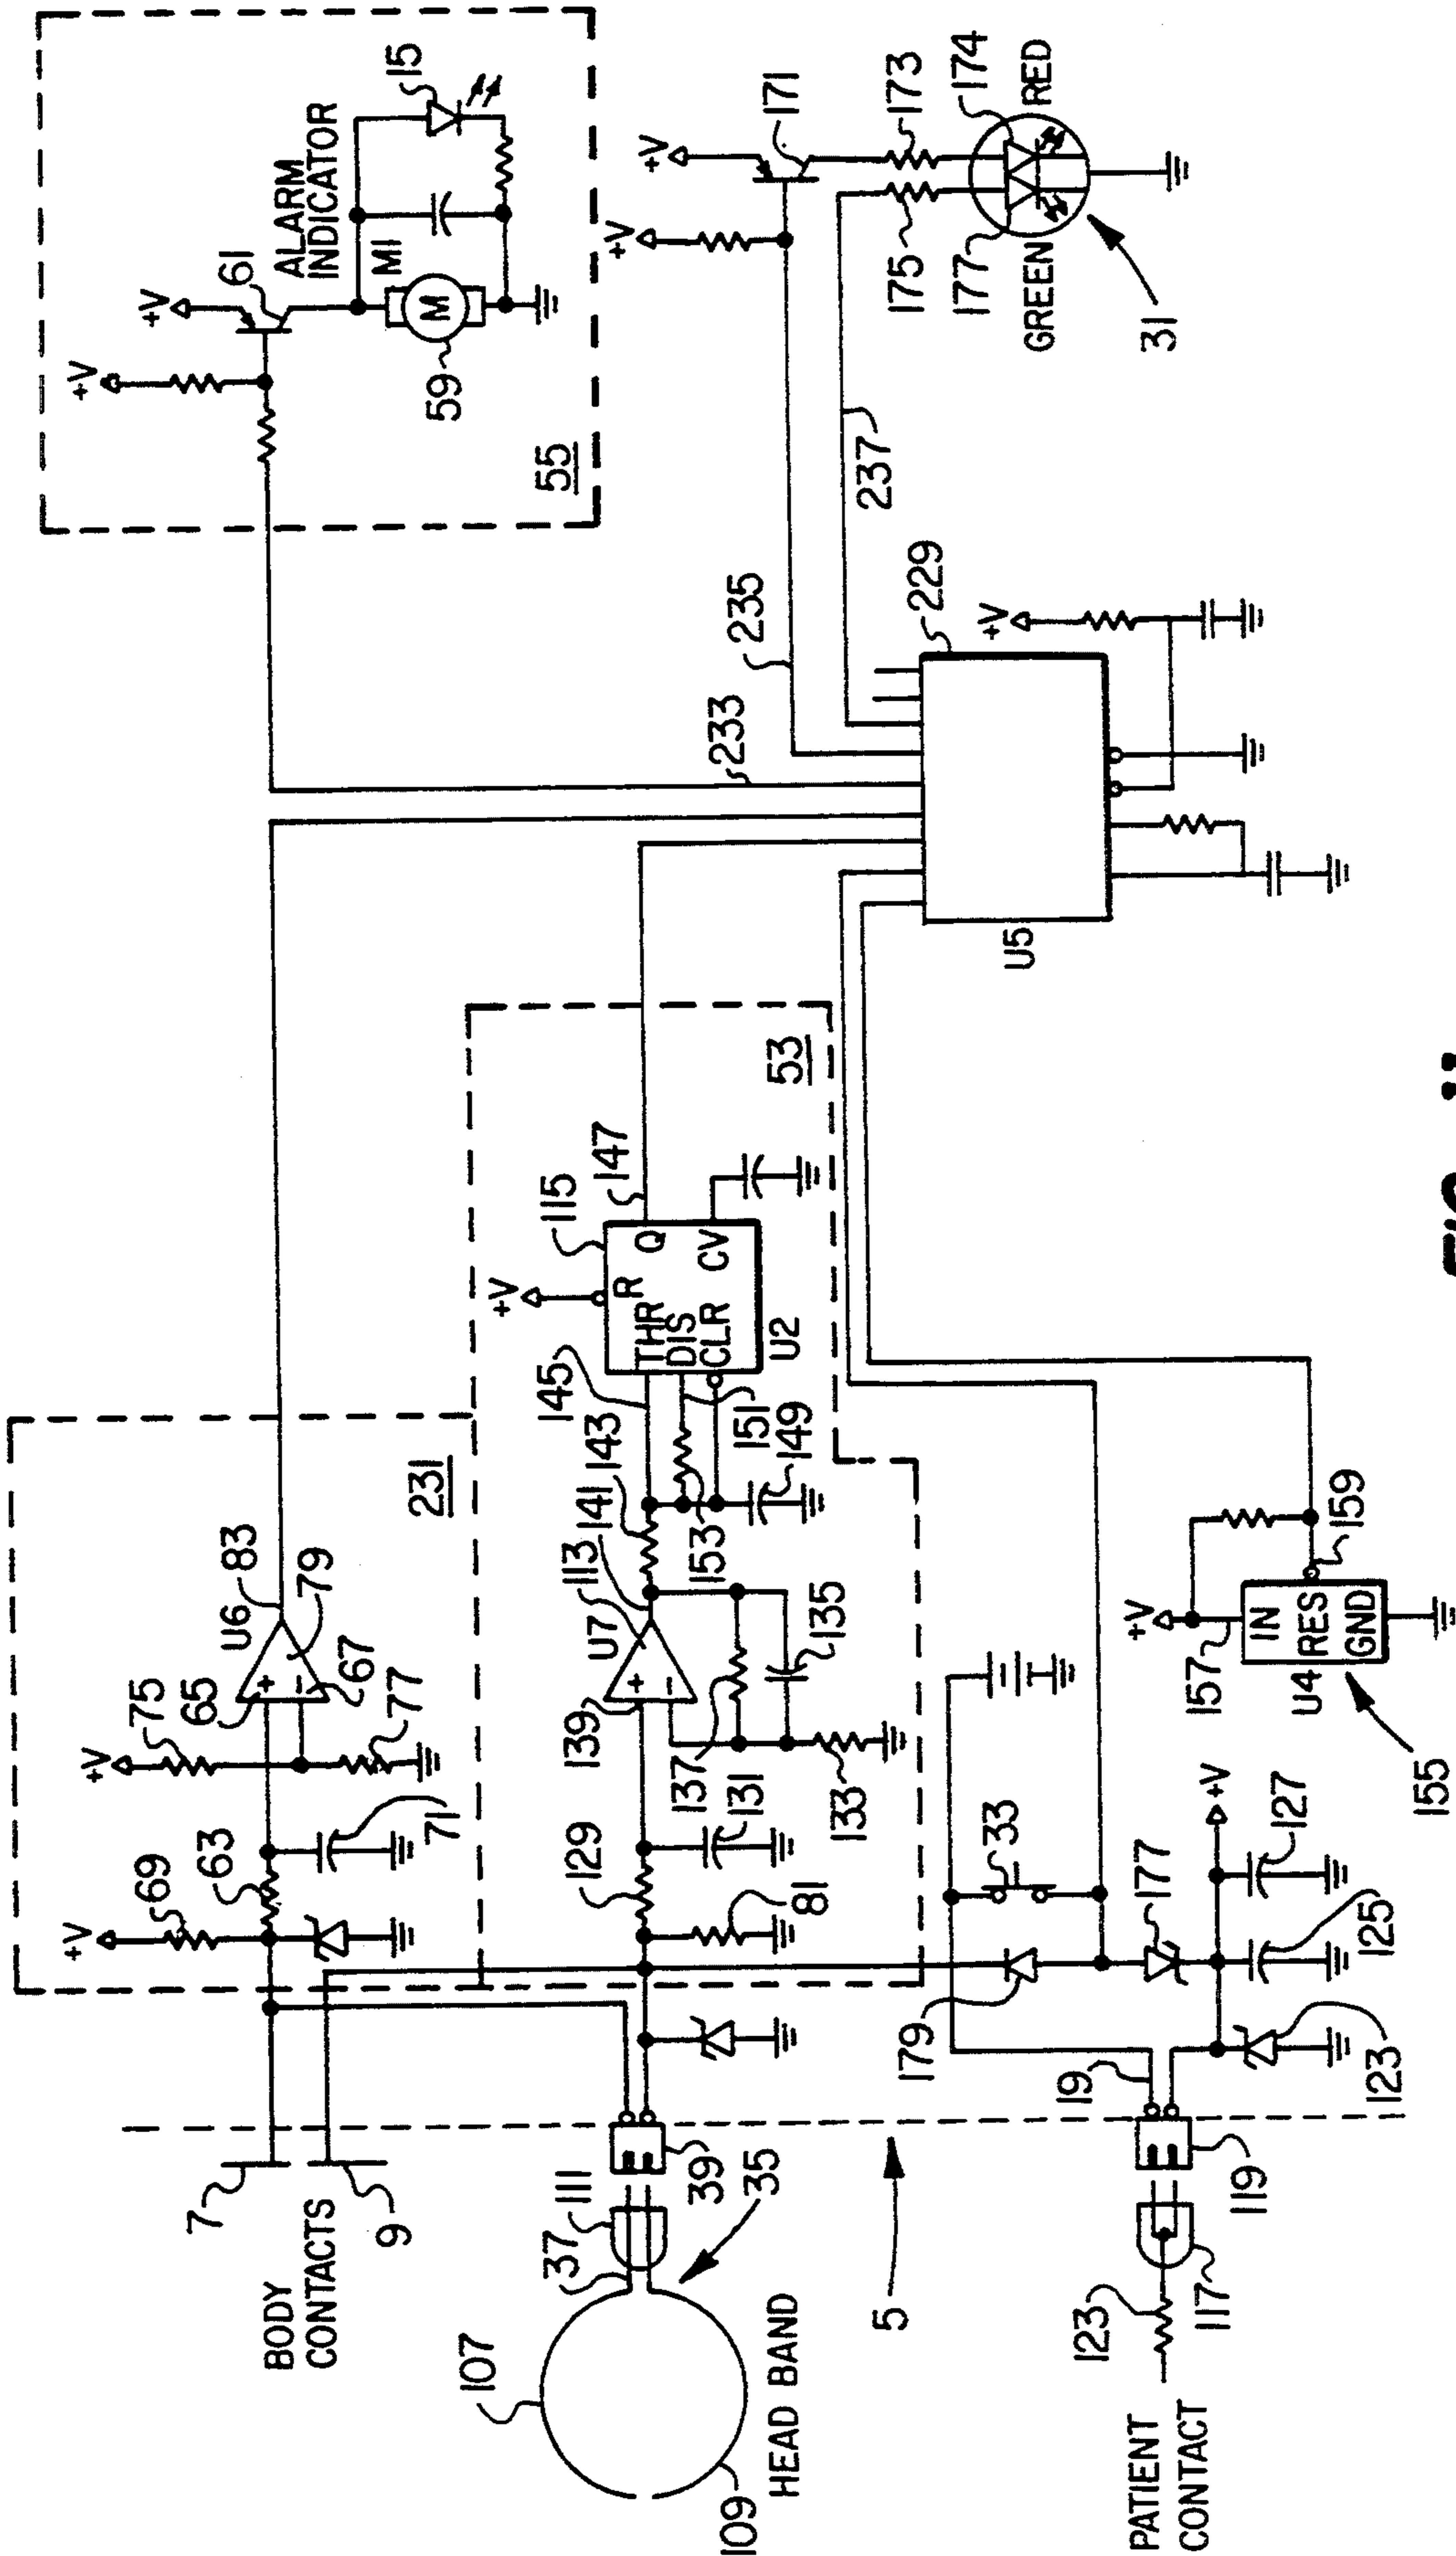 BODY
CONTACTS
7
9
+V
69
63
71
+V
75
65
+
−
67
77
U6
83
79
231
233
+V
+V
61
ALARM
INDICATOR
M1
M
59
15
55
107
109
HEAD BAND
37
111
39
35
5
129
81
131
139
+
−
U7
113
141
143
145
137
135
133
153
151
149
+V
R
THR
DIS
CLR
Q
CV
U2
115
147
53
235
237
+V
+V
171
175
173
177
174
GREEN
RED
31
229
U5
+V
PATIENT
CONTACT
123
117
119
19
179
33
177
+V
127
125
123
+V
157
IN
RES
GND
U4
159
155